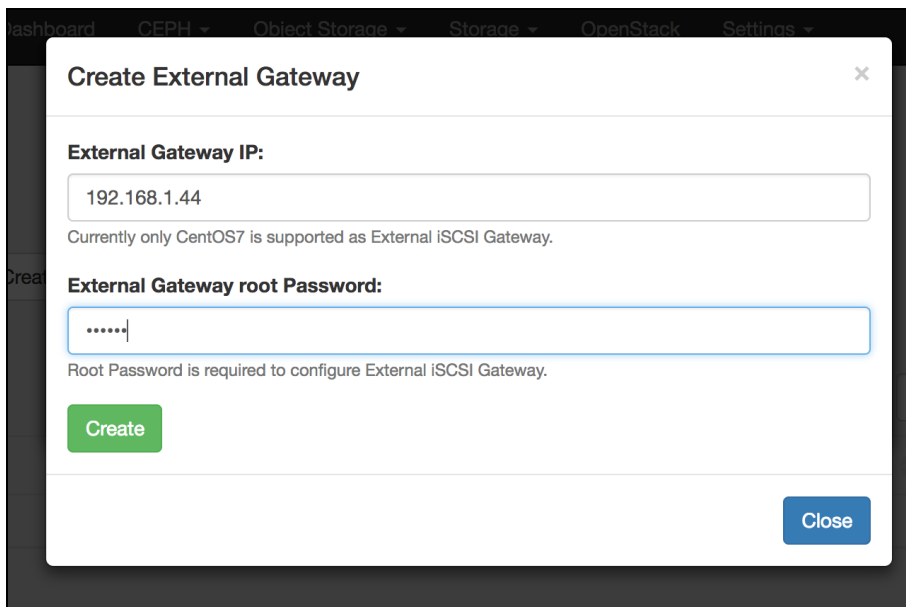 Dashboard CEPH Object Storage Storage OpenStack Settings
Create External Gateway ×
External Gateway IP:
192.168.1.44
Currently only CentOS7 is supported as External iSCSI Gateway.
External Gateway root Password:
••••••
Root Password is required to configure External iSCSI Gateway.
Create
Close